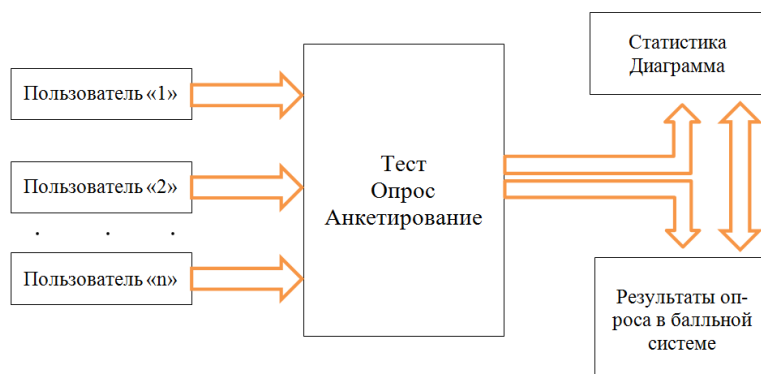 Пользователь «1»
Пользователь «2»
. . .
Пользователь «n»
Тест
Опрос
Анкетирование
Статистика
Диаграмма
Результаты оп-
роса в балльной
системе